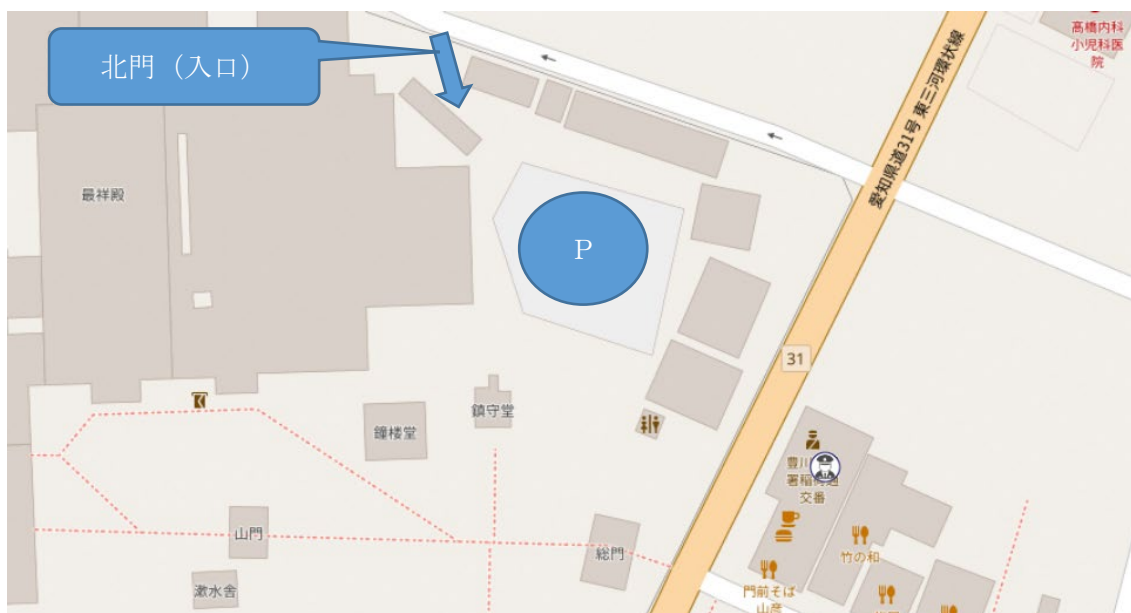 北門（入口）
高橋内科
小児科医
院
愛知県道31号 東三河環状線
最祥殿
P
31
鎮守堂
鐘楼堂
交番
山門
総門
竹の和
漱水舎
門前そば
山彦